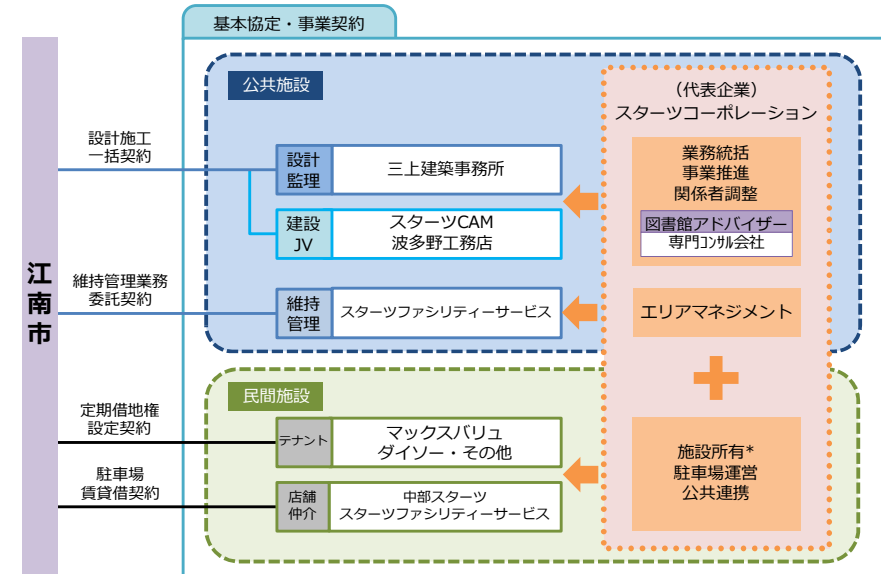 基本協定・事業契約
江南市
公共施設
設計施工
一括契約
設計
監理
三上建築事務所
建設
JV
スターツCAM
波多野工務店
維持管理業務
委託契約
維持
管理
スターツファシリティーサービス
(代表企業)
スターツコーポレーション
業務統括
事業推進
関係者調整
図書館アドバイザー
専門ｺﾝｻﾙ会社
エリアマネジメント
民間施設
定期借地権
設定契約
テナント
マックスバリュ
ダイソー・その他
駐車場
賃貸借契約
店舗
仲介
中部スターツ
スターツファシリティーサービス
施設所有*
駐車場運営
公共連携